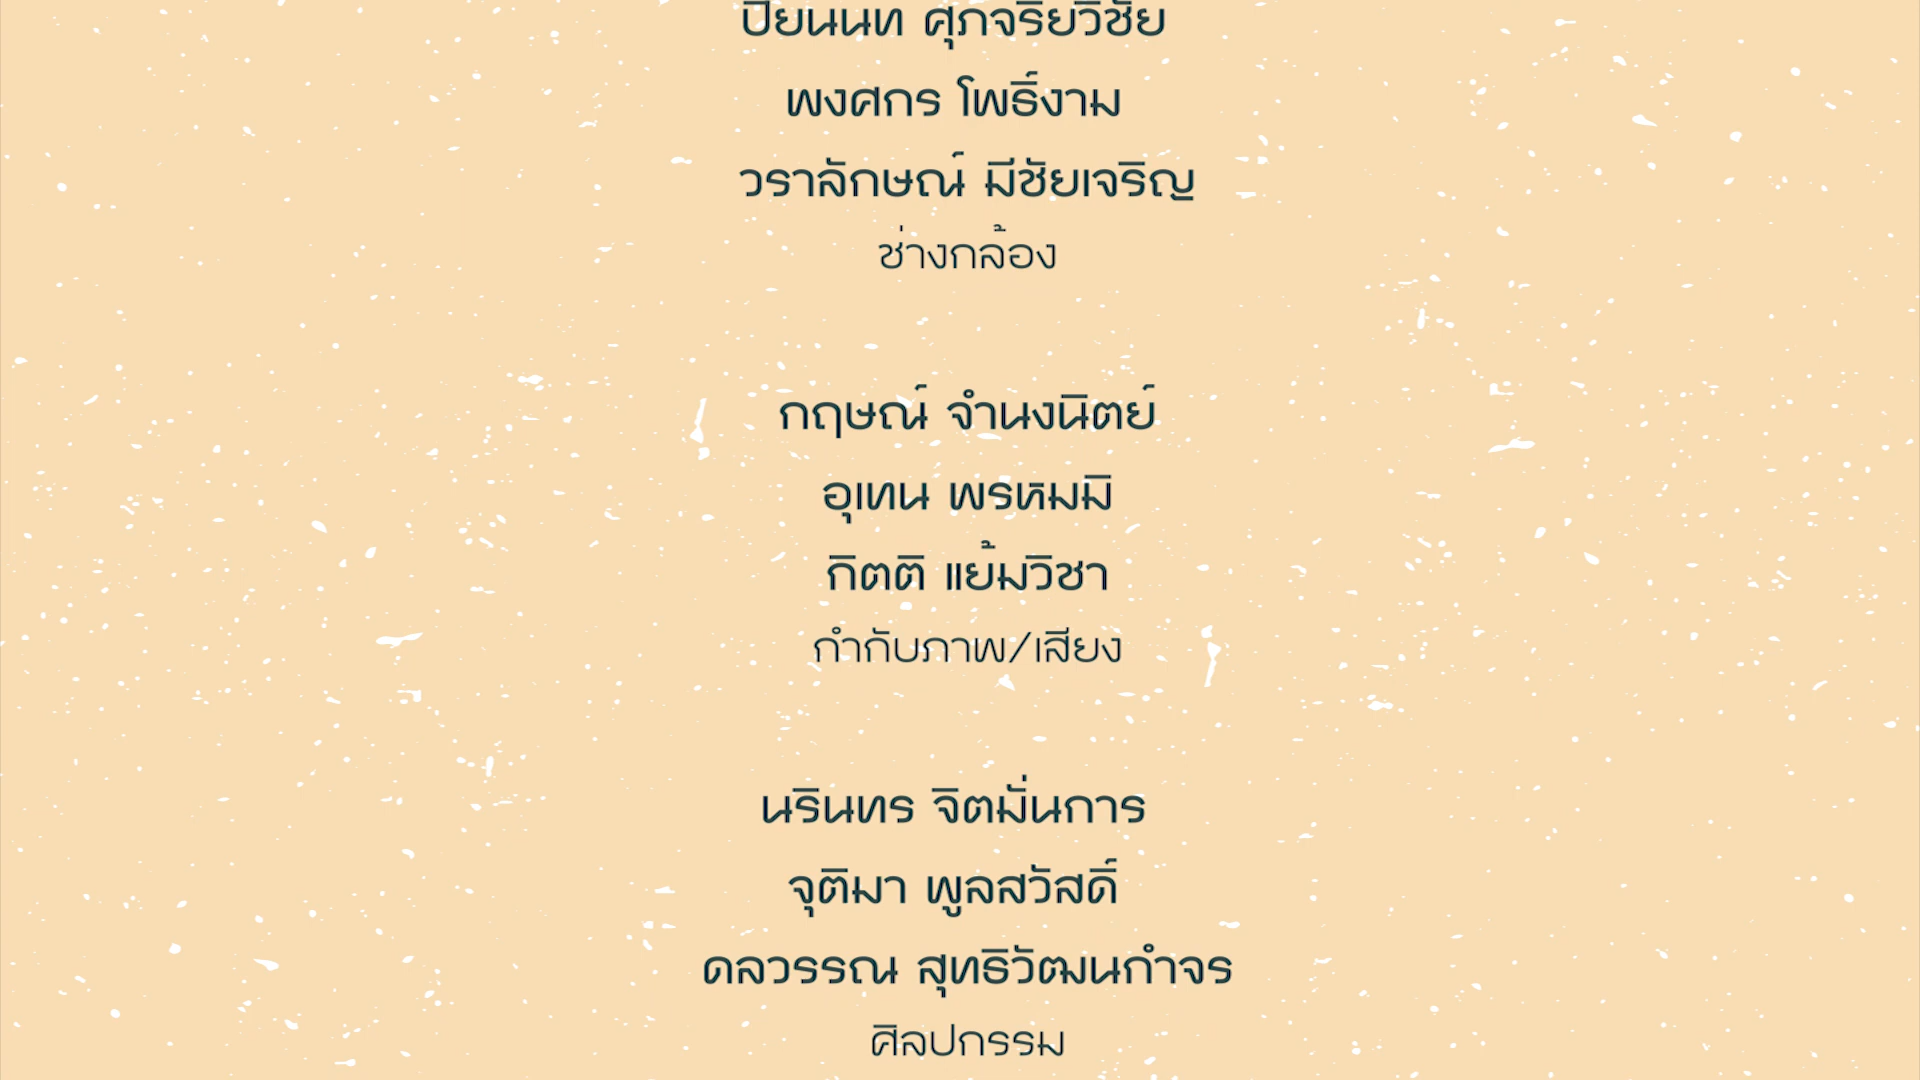 ปิยนนท ศุภจริยวิชัย
พงศกร โพธิ์งาม
วราลักษณ์ มีชัยเจริญ
ช่างกล้อง
กฤษณ์ จำนงนิตย์
อุเทน พรหมมิ
กิตติ แย้มวิชา
กำกับภาพ/เสียง
นรินทร จิตมั่นการ
จุติมา พูลสวัสดิ์
ดลวรรณ สุทธิวัฒนกำจร
ศิลปกรรม